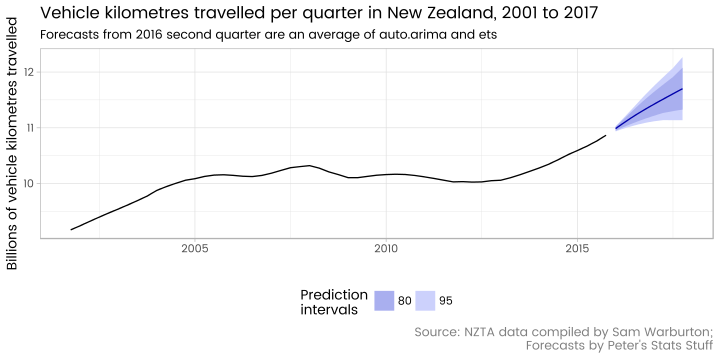 Vehicle kilometres travelled per quarter in New Zealand, 2001 to 2017
Forecasts from 2016 second quarter are an average of auto.arima and ets
Billions of vehicle kilometres travelled
12
11
10
2005
2010
2015
Prediction
intervals
80
95
Source: NZTA data compiled by Sam Warburton;
Forecasts by Peter's Stats Stuff